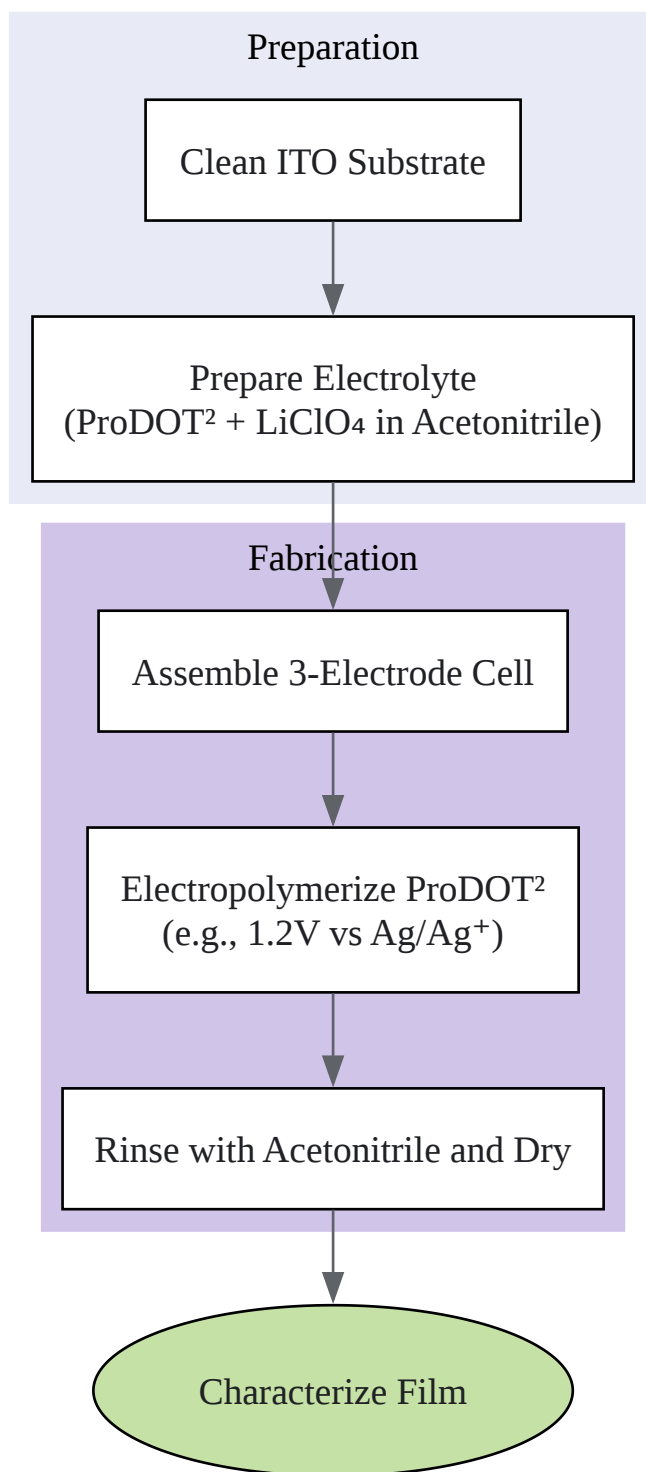 Preparation
Clean ITO Substrate
Prepare Electrolyte
(ProDOT² + LiClO₄ in Acetonitrile)
Fabrication
Assemble 3-Electrode Cell
Electropolymerize ProDOT²
(e.g., 1.2V vs Ag/Ag⁺)
Rinse with Acetonitrile and Dry
Characterize Film